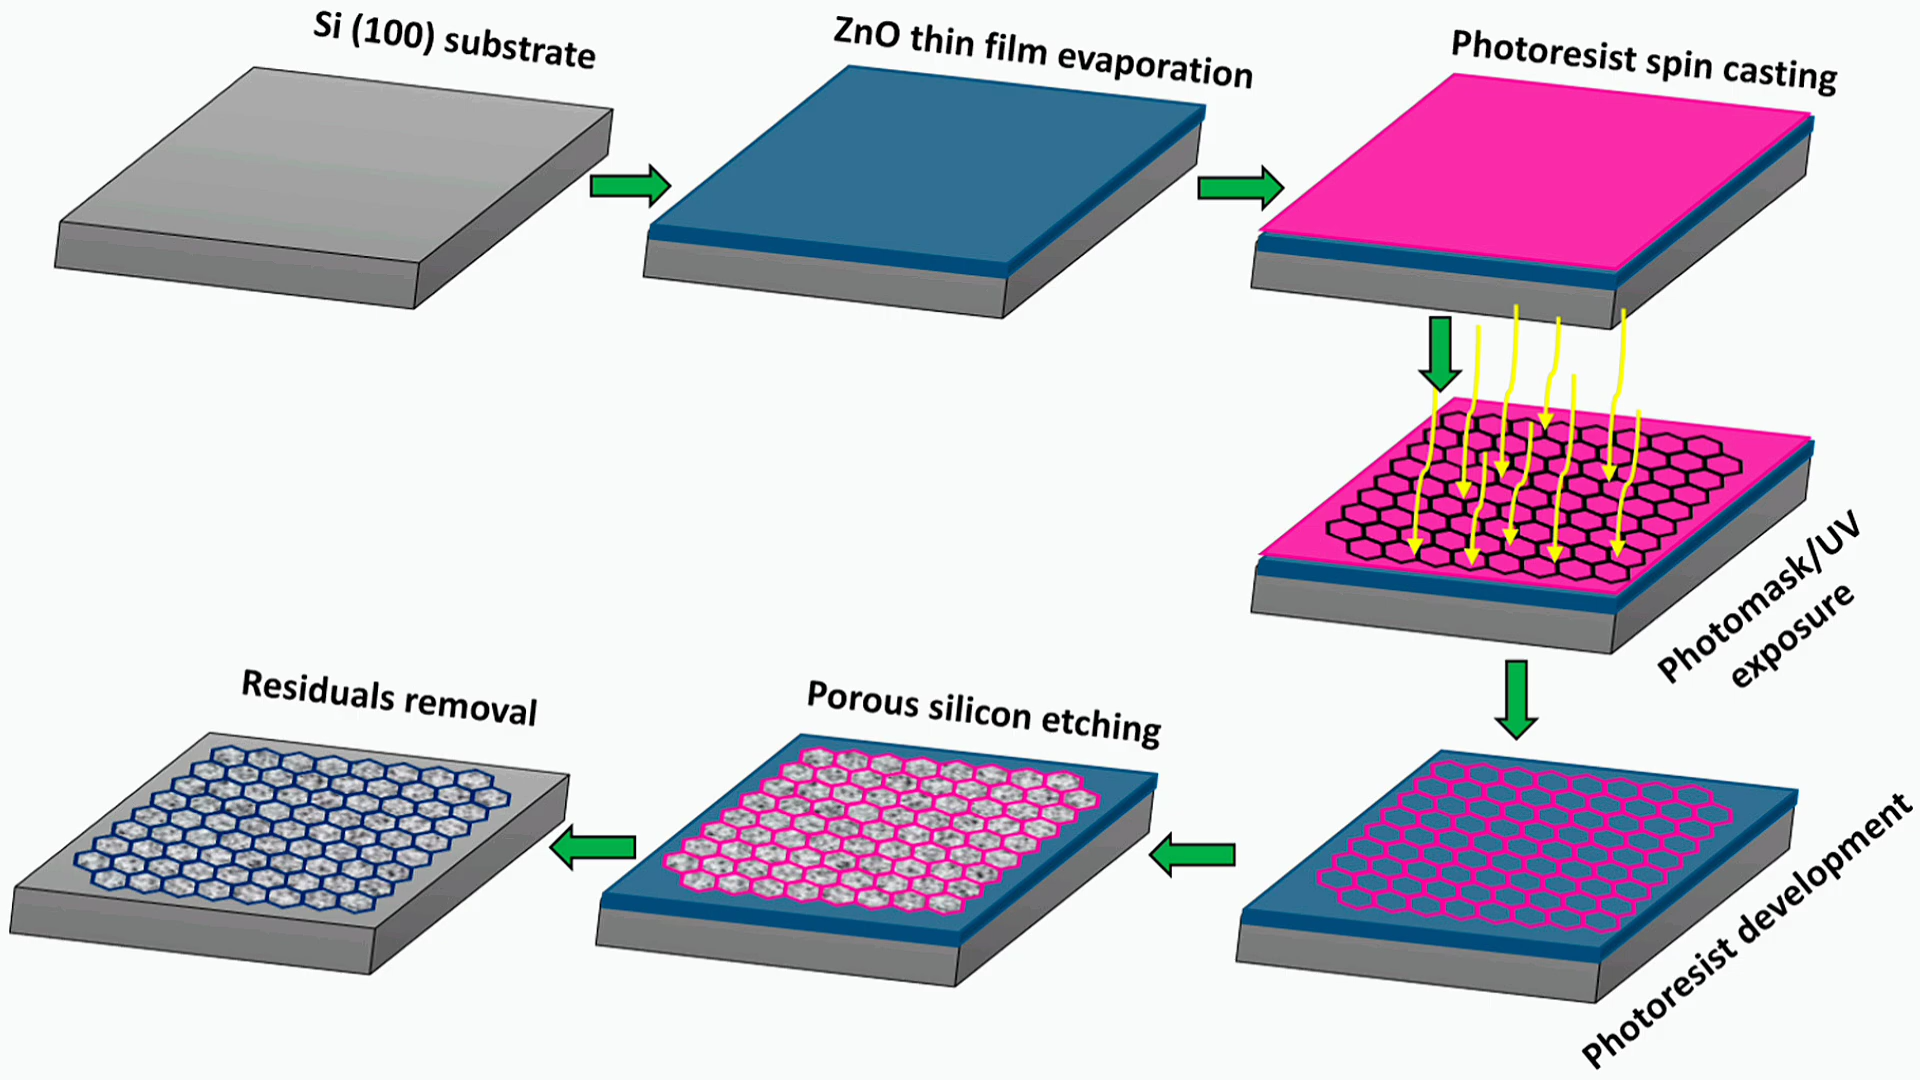 Si (100) substrate
ZnO thin film evaporation
Photoresist spin casting
Photomask/UV
exposure
Photoresist development
Porous silicon etching
Residuals removal